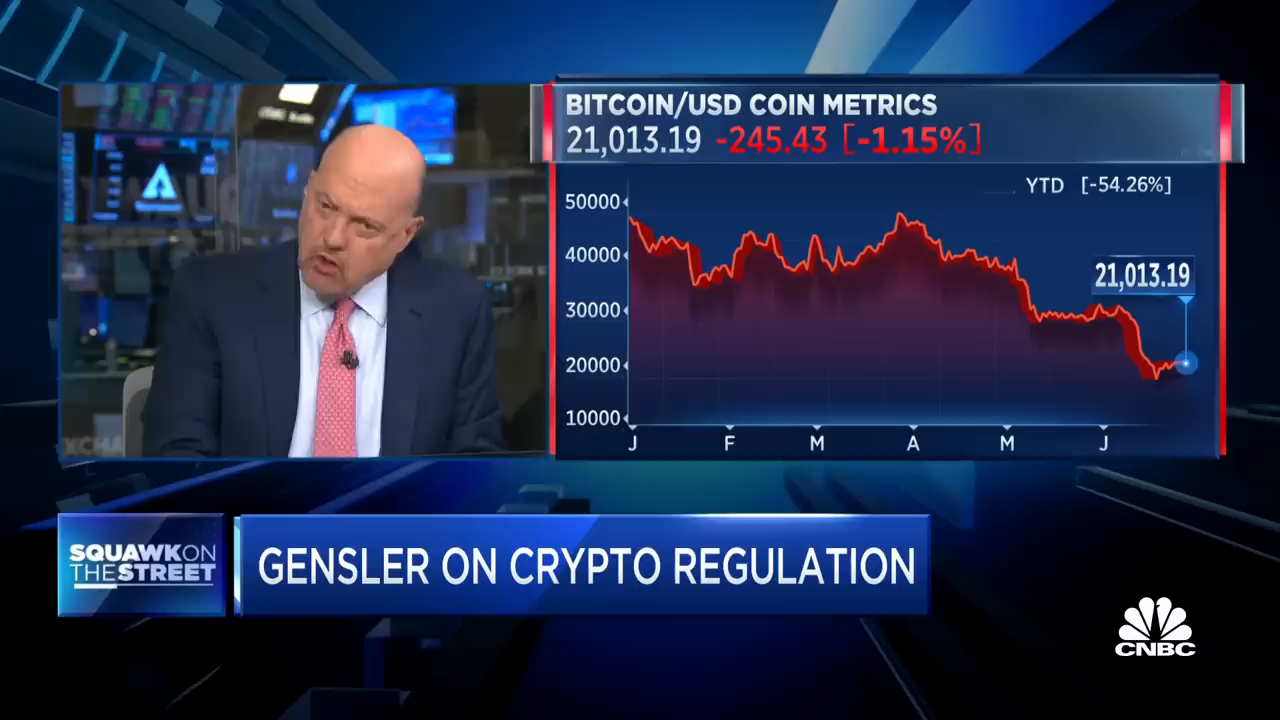 BITCOIN/USD COIN METRICS
21,013.19 -245.43 [-1.15%]
YTD [-54.26%]
50000
40000
30000
20000
10000
21,013.19
J F M A M J
XCHA
SQUAWK ON
THE STREET
GENSLER ON CRYPTO REGULATION
CNBC